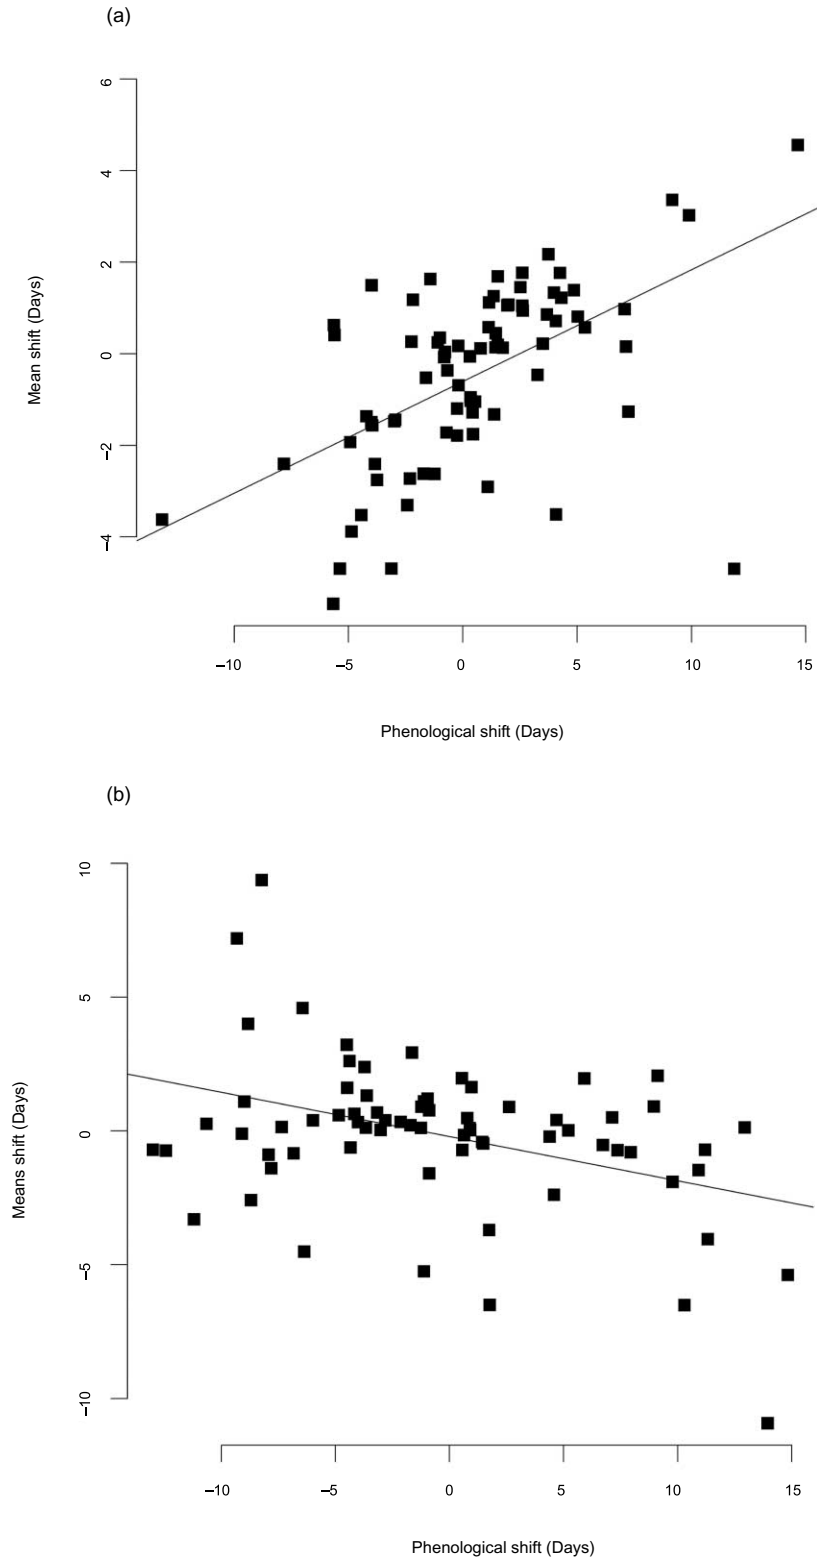 (a)
6
4
2
0
–2
–4
Mean shift (Days)
–10 –5 0 5 10 15
Phenological shift (Days)
(b)
10
5
0
–5
–10
Means shift (Days)
–10 –5 0 5 10 15
Phenological shift (Days)